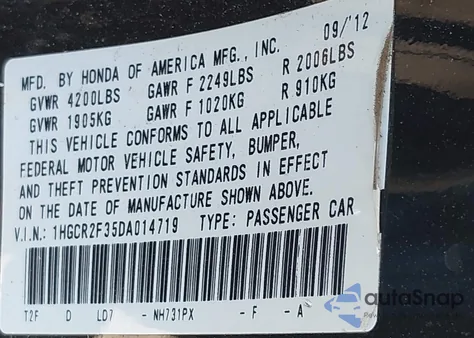 MFD. BY HONDA OF AMERICA MFG., INC. 09/'12
GVWR 4200LBS GAWR F 2249LBS R 2006LBS
GVWR 1905KG GAWR F 1020KG R 910KG
THIS VEHICLE CONFORMS TO ALL APPLICABLE
FEDERAL MOTOR VEHICLE SAFETY, BUMPER,
AND THEFT PREVENTION STANDARDS IN EFFECT
ON THE DATE OF MANUFACTURE SHOWN ABOVE.
V.I.N.: 1HGCR2F35DA014719 TYPE: PASSENGER CAR
T2F D L07 - NH731PX - F - A
autoSnap